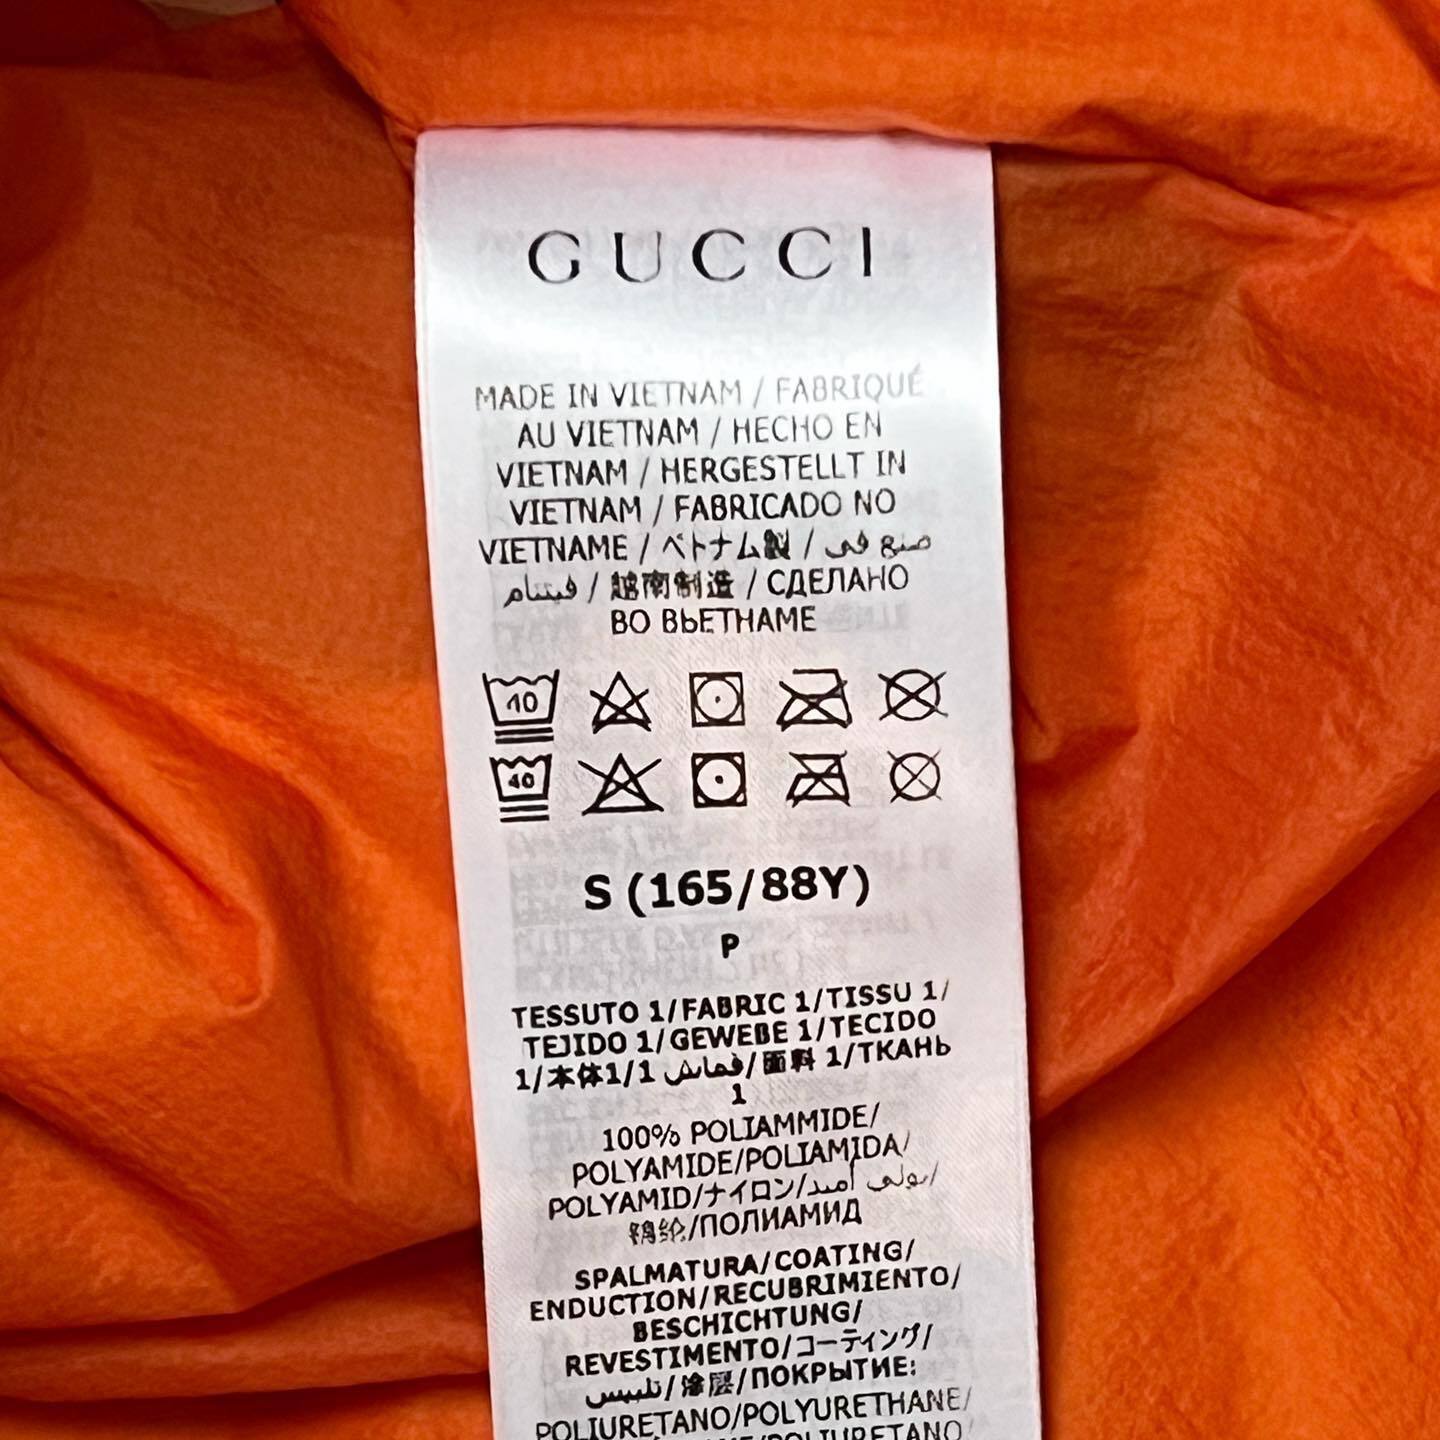 GUCCI
MADE IN VIETNAM / FABRIQUÉ
AU VIETNAM / HECHO EN
VIETNAM / HERGESTELLT IN
VIETNAM / FABRICADO NO
VIETNAME / ベトナム製 / صنع في
فيتنام / 越南制造 / СДЕЛАНО
ВО ВЬЕТНАМЕ
40
40
S (165/88Y)
P
TESSUTO 1/FABRIC 1/TISSU 1/
TEJIDO 1/GEWEBE 1/TECIDO
1/本体1/1 قماش/面料 1/ТКАНЬ
1
100% POLIAMMIDE/
POLYAMIDE/POLIAMIDA/
POLYAMID/ナイロン/بولي أميد/
锦纶/ПОЛИАМИД
SPALMATURA/COATING/
ENDUCTION/RECUBRIMIENTO/
BESCHICHTUNG/
REVESTIMENTO/コーティング/
تلبيس/涂层/ПОКРЫТИЕ:
POLIURETANO/POLYURETHANE/
/POLIURETANO/